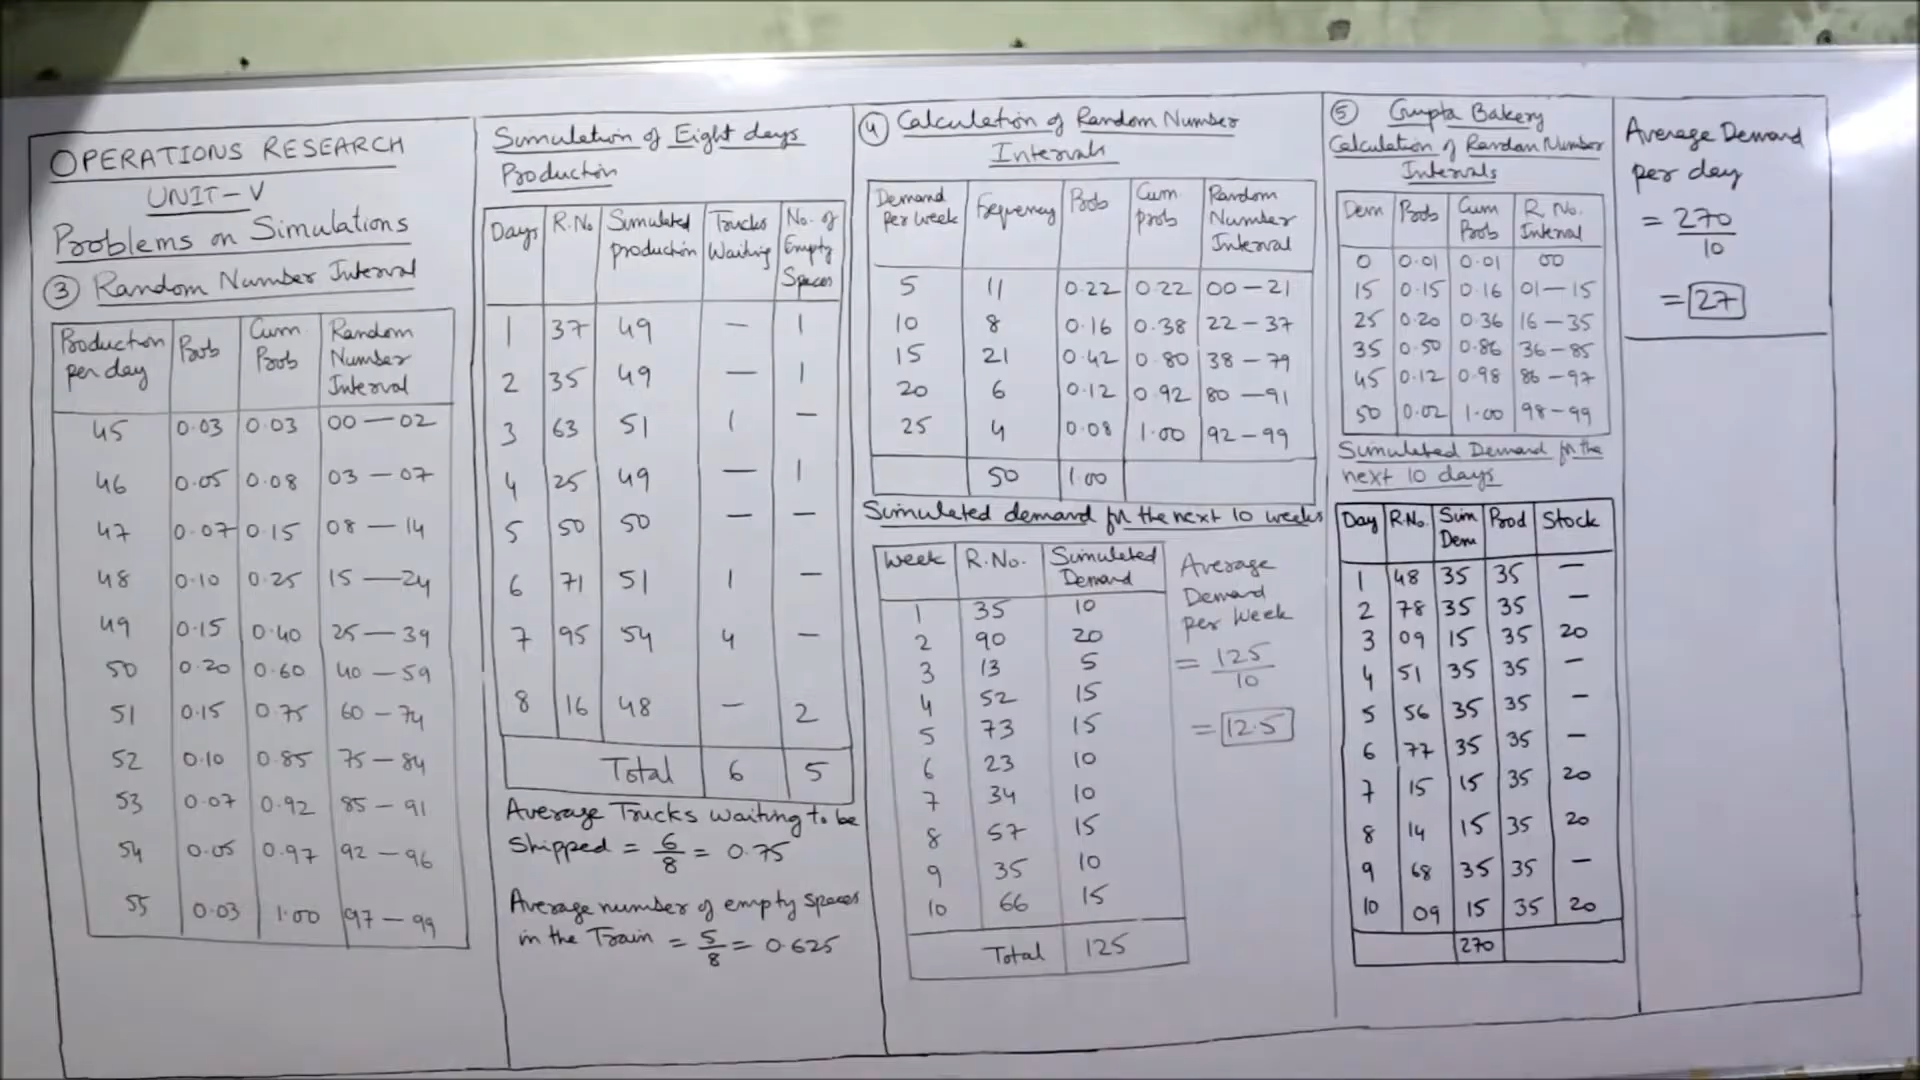 OPERATIONS RESEARCH
UNIT-V
Problems on Simulations
③ Random Number Interval
Production per day | Prob | Cum. Prob | Random Number Interval
45 | 0.03 | 0.03 | 00 — 02
46 | 0.05 | 0.08 | 03 — 07
47 | 0.07 | 0.15 | 08 — 14
48 | 0.10 | 0.25 | 15 — 24
49 | 0.15 | 0.40 | 25 — 39
50 | 0.20 | 0.60 | 40 — 59
51 | 0.15 | 0.75 | 60 — 74
52 | 0.10 | 0.85 | 75 — 84
53 | 0.07 | 0.92 | 85 — 91
54 | 0.05 | 0.97 | 92 — 96
55 | 0.03 | 1.00 | 97 — 99
Simulation of Eight days
Production
Days | R.No | Simulated production | Trucks Waiting | No. of Empty Spaces
1 | 37 | 49 | — | 1
2 | 35 | 49 | — | 1
3 | 63 | 51 | 1 | —
4 | 25 | 49 | — | 1
5 | 50 | 50 | — | —
6 | 71 | 51 | 1 | —
7 | 95 | 54 | 4 | —
8 | 16 | 48 | — | 2
Total | 6 | 5
Average Trucks waiting to be
Shipped = 6/8 = 0.75
Average number of empty spaces
in the Train = 5/8 = 0.625
④ Calculation of Random Number
Intervals
Demand Per week | Frequency | Prob | Cum. prob | Random Number Interval
5 | 11 | 0.22 | 0.22 | 00 — 21
10 | 8 | 0.16 | 0.38 | 22 — 37
15 | 21 | 0.42 | 0.80 | 38 — 79
20 | 6 | 0.12 | 0.92 | 80 — 91
25 | 4 | 0.08 | 1.00 | 92 — 99
50 | 1.00
Simulated demand for the next 10 weeks
Week | R.No. | Simulated Demand
1 | 35 | 10
2 | 90 | 20
3 | 13 | 5
4 | 52 | 15
5 | 73 | 15
6 | 23 | 10
7 | 34 | 10
8 | 57 | 15
9 | 35 | 10
10 | 66 | 15
Total | 125
Average
Demand
per Week
= 125/10
= 12.5
⑤ Gupta Bakery
Calculation of Random Number
Intervals
Dem | Prob | Cum Prob | R No. Interval
0 | 0.01 | 0.01 | 00
15 | 0.15 | 0.16 | 01 — 15
25 | 0.20 | 0.36 | 16 — 35
35 | 0.50 | 0.86 | 36 — 85
45 | 0.12 | 0.98 | 86 — 97
50 | 0.02 | 1.00 | 98 — 99
Simulated Demand for the
next 10 days
Day | R.No. | Sim Dem | Prod | Stock
1 | 48 | 35 | 35 | —
2 | 78 | 35 | 35 | —
3 | 09 | 15 | 35 | 20
4 | 51 | 35 | 35 | —
5 | 56 | 35 | 35 | —
6 | 77 | 35 | 35 | —
7 | 15 | 15 | 35 | 20
8 | 14 | 15 | 35 | 20
9 | 68 | 35 | 35 | —
10 | 09 | 15 | 35 | 20
270
Average Demand
per day
= 270/10
= 27